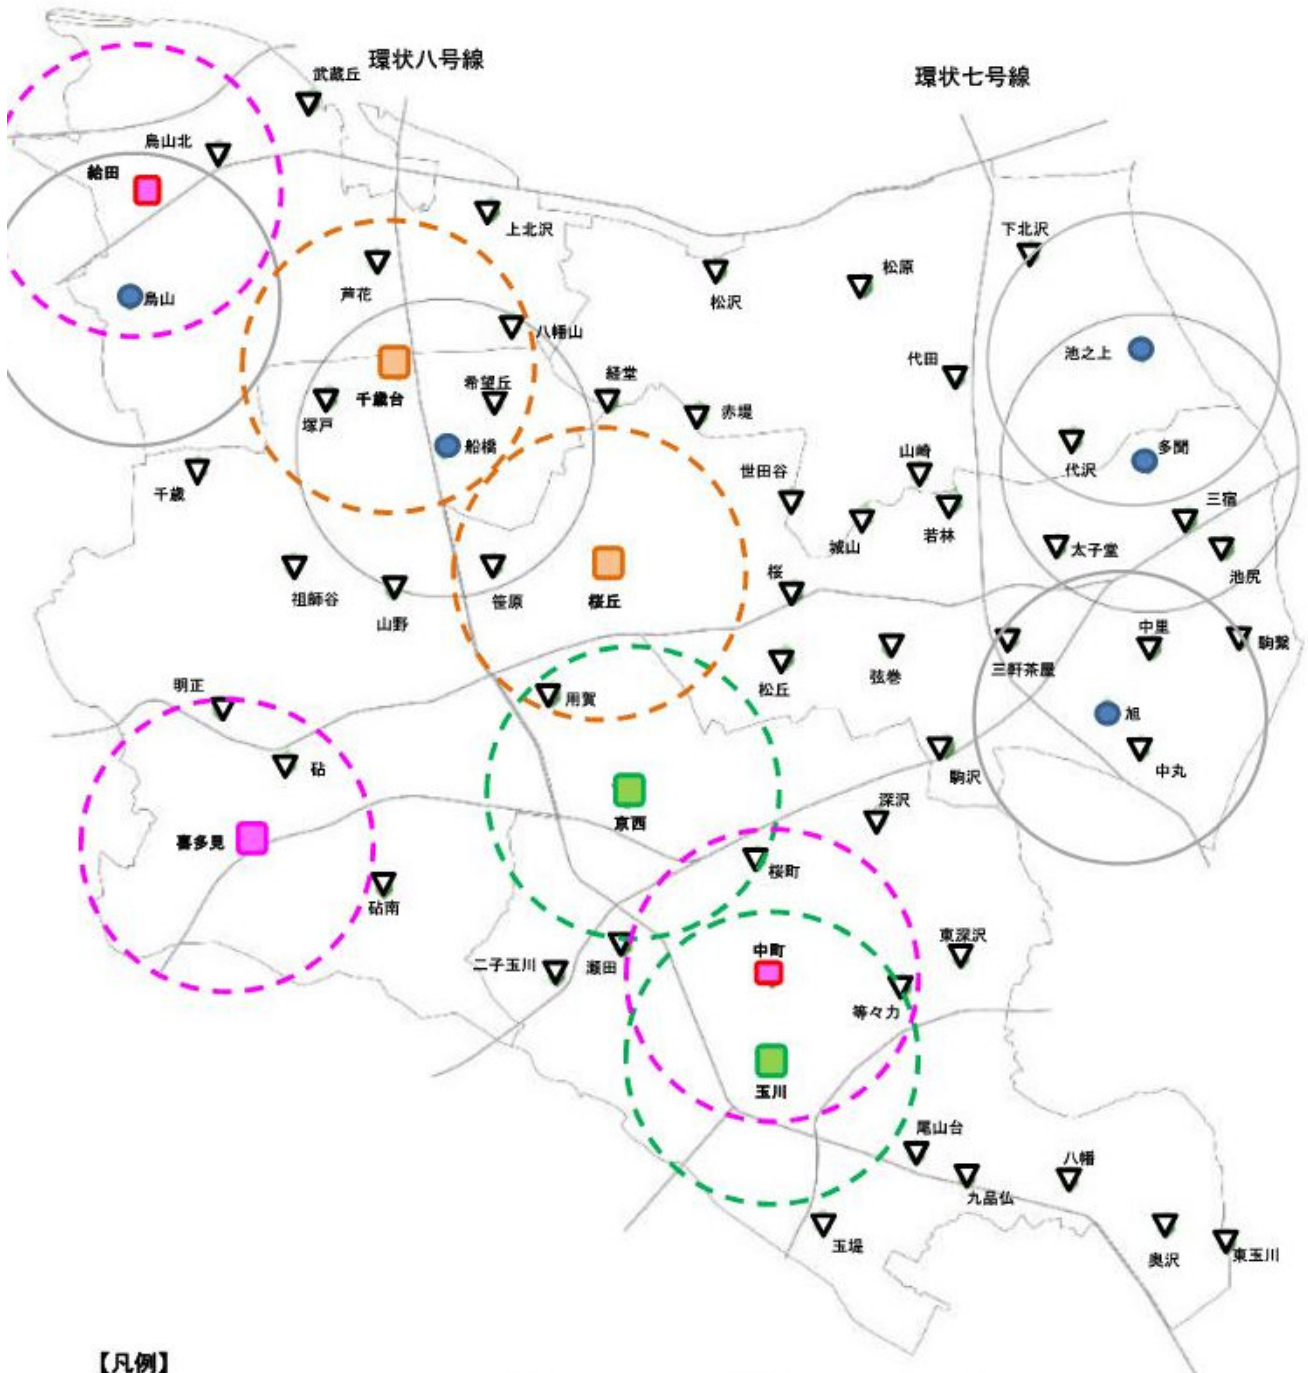 環状八号線
環状七号線
武蔵丘
烏山北
給田
上北沢
下北沢
芦花
松沢
松原
烏山
八幡山
池之上
代田
千歳台
希望丘
経堂
塚戸
赤堤
船橋
代沢
多聞
山崎
世田谷
千歳
三宿
城山
若林
太子堂
池尻
桜
祖師谷
山野
笹原
桜丘
中里
駒繋
三軒茶屋
弦巻
松丘
明正
用賀
旭
砧
駒沢
中丸
深沢
京西
喜多見
桜町
砧南
東深沢
中町
二子玉川
瀬田
等々力
玉川
尾山台
八幡
九品仏
玉堤
奥沢
東玉川
【凡例】